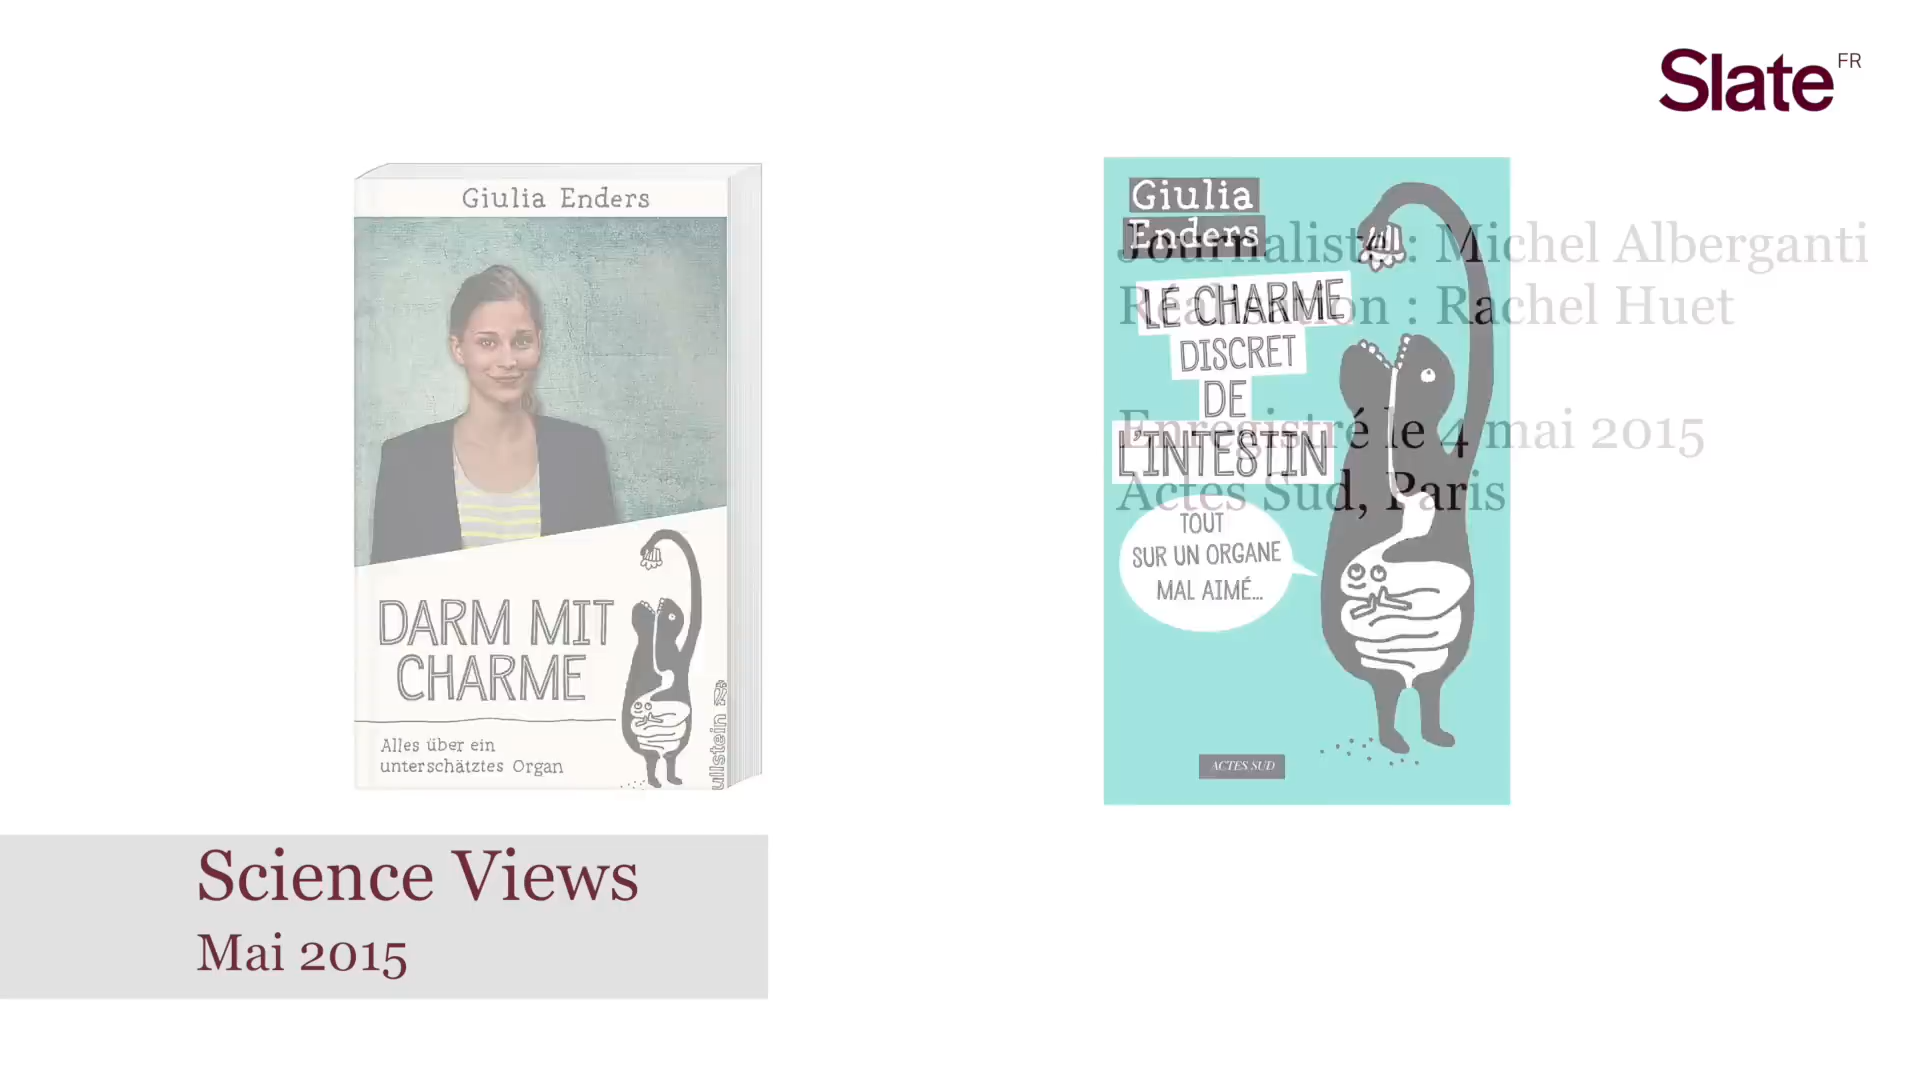 Slate FR
Giulia Enders
DARM MIT
CHARME
Alles über ein
unterschätztes Organ
ullstein
Giulia
Enders
LE CHARME
DISCRET
DE
L'INTESTIN
TOUT
SUR UN ORGANE
MAL AIMÉ...
ACTES SUD
Journaliste : Michel Alberganti
Réalisation : Rachel Huet
Enregistré le 4 mai 2015
Actes Sud, Paris
Science Views
Mai 2015